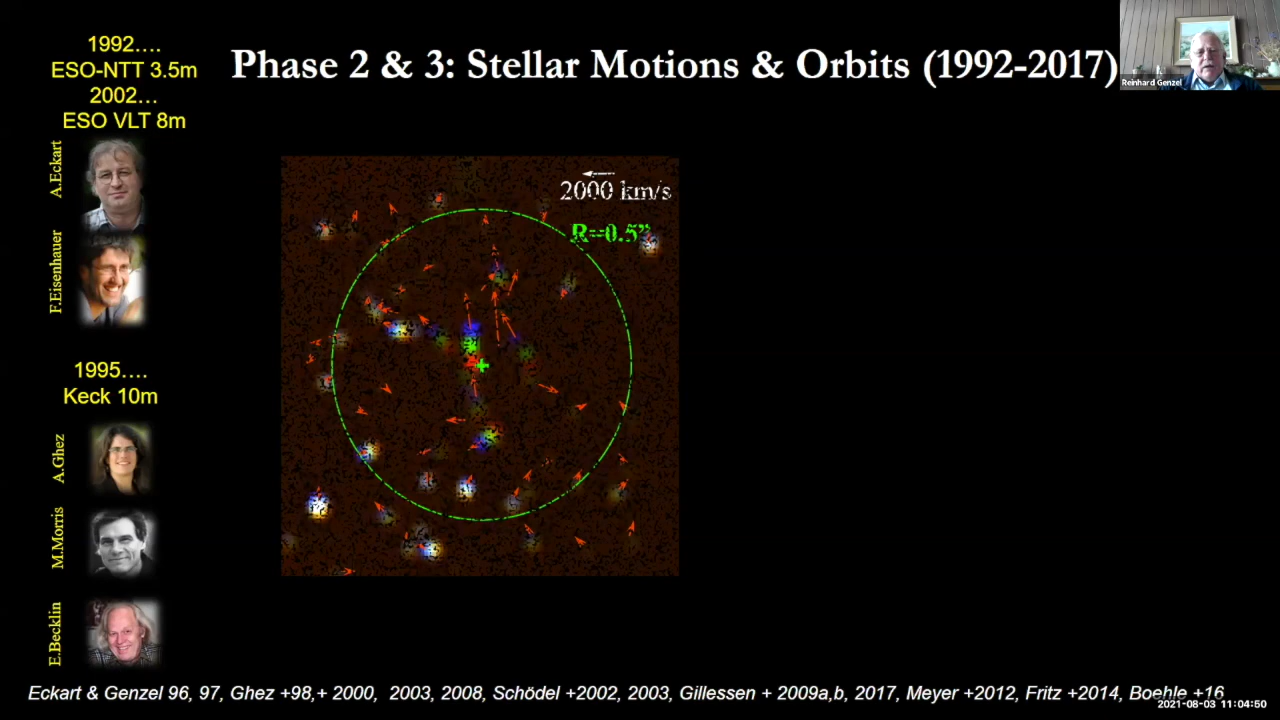 1992….
ESO-NTT 3.5m
2002…
ESO VLT 8m
Phase 2 & 3: Stellar Motions & Orbits (1992-2017)
Reinhard Genzel
A.Eckart
F.Eisenhauer
2000 km/s
R=0.5”
1995….
Keck 10m
A.Ghez
M.Morris
E.Becklin
Eckart & Genzel 96, 97, Ghez +98,+ 2000, 2003, 2008, Schödel +2002, 2003, Gillessen + 2009a,b, 2017, Meyer +2012, Fritz +2014, Boehle +16
2021-08-03 11:04:50